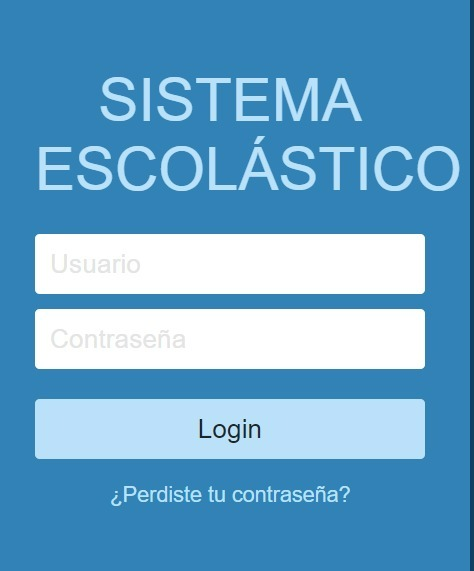 SISTEMA
ESCOLÁSTICO
Usuario
Contraseña
Login
¿Perdiste tu contraseña?